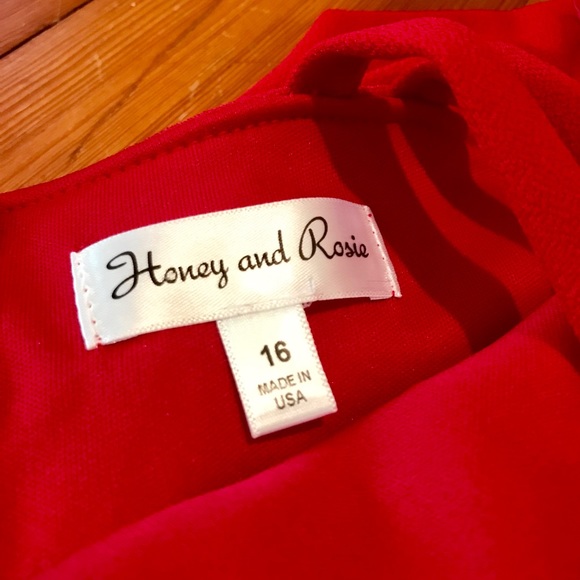 Honey and Rosie
16
MADE IN
USA